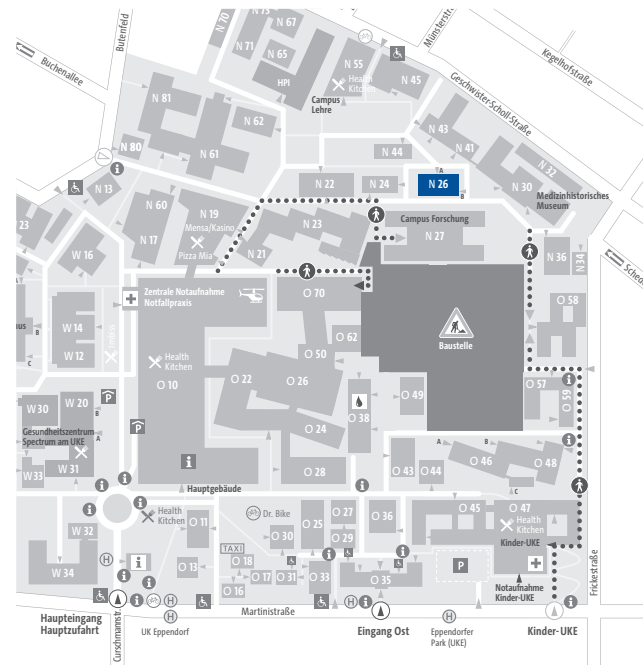 N 70
N 73
N 67
N 71
N 65
HPI
N 55
Health
Kitchen
N 45
Campus
Lehre
Butenfeld
Buchenallee
Münsterstraß
Kegelhofstraße
Geschwister-Scholl-Straße
N 81
N 62
N 61
N 80
N 13
N 43
N 41
N 44
N 22
N 24
A
N 26
B
N 32
N 30
Medizinhistorisches
Museum
N 60
N 19
Mensa/Kasino
Pizza Mia
N 17
N 21
N 23
Campus Forschung
N 27
N 36
N 34
23
W 16
Zentrale Notaufnahme
Notfallpraxis
O 70
O 58
W 14
W 12
A
B
C
aus
Health
Kitchen
O 10
O 62
O 50
O 22
O 26
O 24
O 28
O 38
O 49
Baustelle
O 57
O 59
W 30
W 20
B
A
Gesundheitszentrum
Spectrum am UKE
W 31
W 33
P
P
Hauptgebäude
O 43
O 44
A
O 46
B
O 48
C
Health
Kitchen
W 32
W 34
H
O 11
O 13
Dr. Bike
O 30
O 25
O 27
O 29
O 36
O 45
O 47
Health
Kitchen
Kinder-UKE
TAXI
O 18
O 17
O 16
O 31
O 33
O 35
P
Notaufnahme
Kinder-UKE
Frickestraße
Martinistraße
Haupteingang
Hauptzufahrt
Curschmannstr.
H
H
UK Eppendorf
H
Eingang Ost
H
Eppendorfer
Park (UKE)
Kinder-UKE